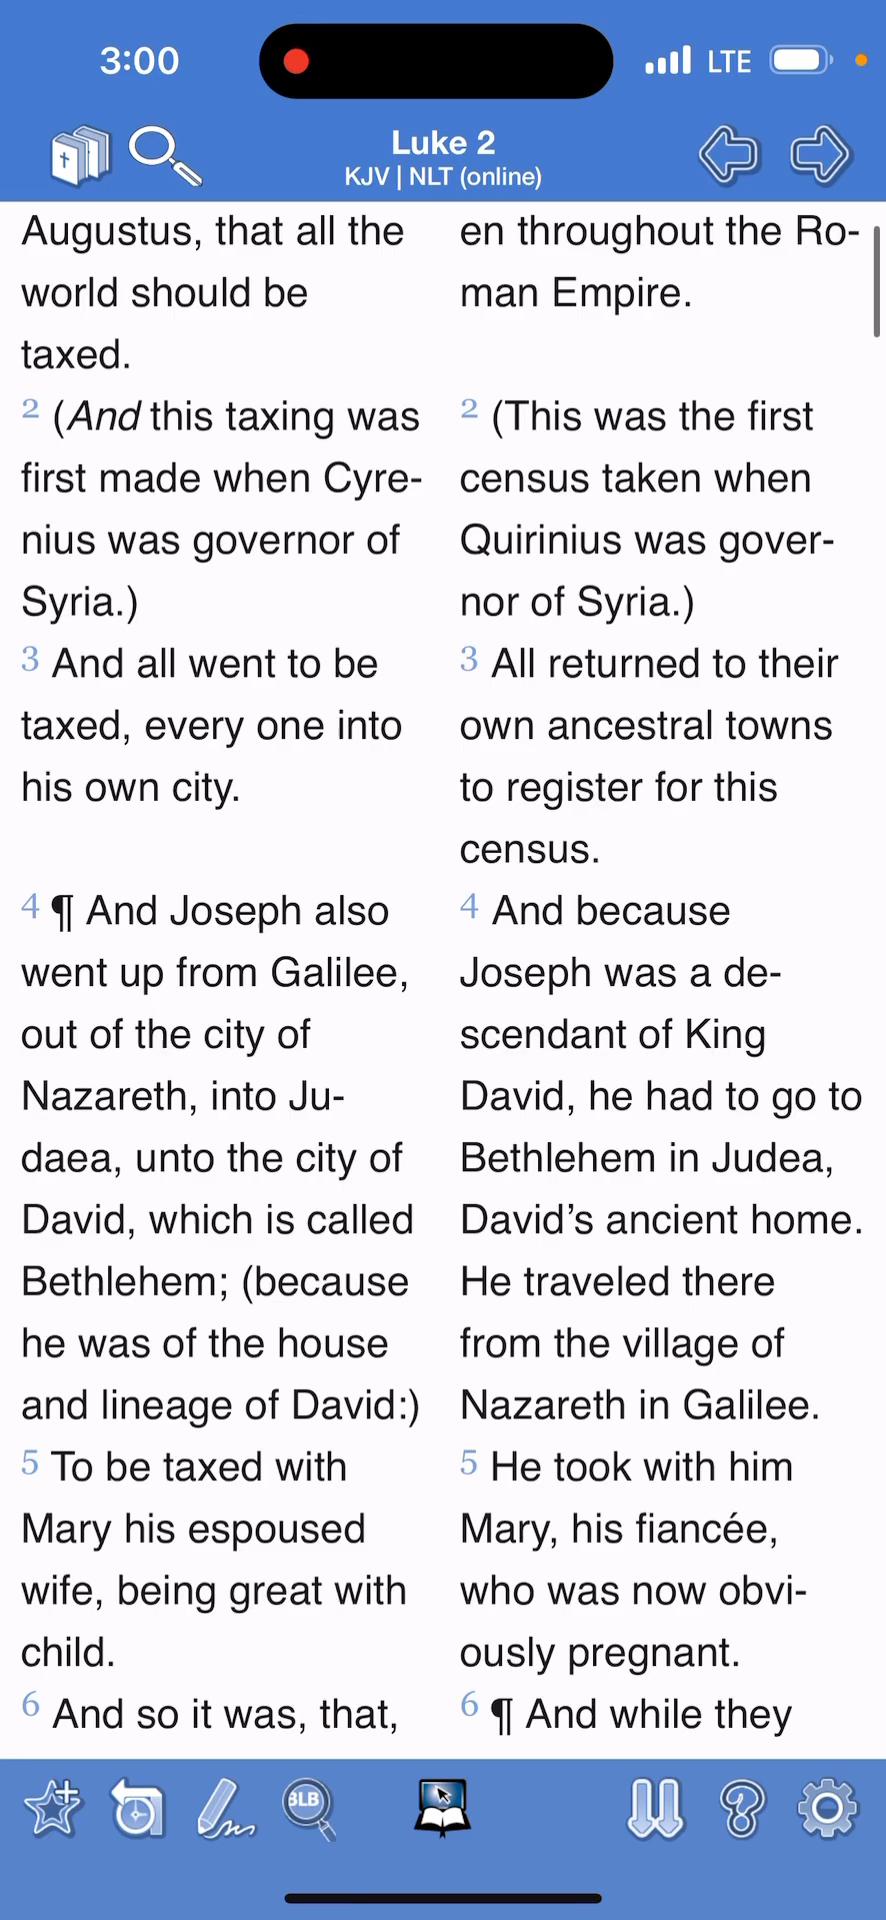 3:00
LTE
Luke 2
KJV | NLT (online)
Augustus, that all the
world should be
taxed.
2 (And this taxing was
first made when Cyre-
nius was governor of
Syria.)
3 And all went to be
taxed, every one into
his own city.
4 ¶ And Joseph also
went up from Galilee,
out of the city of
Nazareth, into Ju-
daea, unto the city of
David, which is called
Bethlehem; (because
he was of the house
and lineage of David:)
5 To be taxed with
Mary his espoused
wife, being great with
child.
6 And so it was, that,
en throughout the Ro-
man Empire.
2 (This was the first
census taken when
Quirinius was gover-
nor of Syria.)
3 All returned to their
own ancestral towns
to register for this
census.
4 And because
Joseph was a de-
scendant of King
David, he had to go to
Bethlehem in Judea,
David’s ancient home.
He traveled there
from the village of
Nazareth in Galilee.
5 He took with him
Mary, his fiancée,
who was now obvi-
ously pregnant.
6 ¶ And while they
BLB